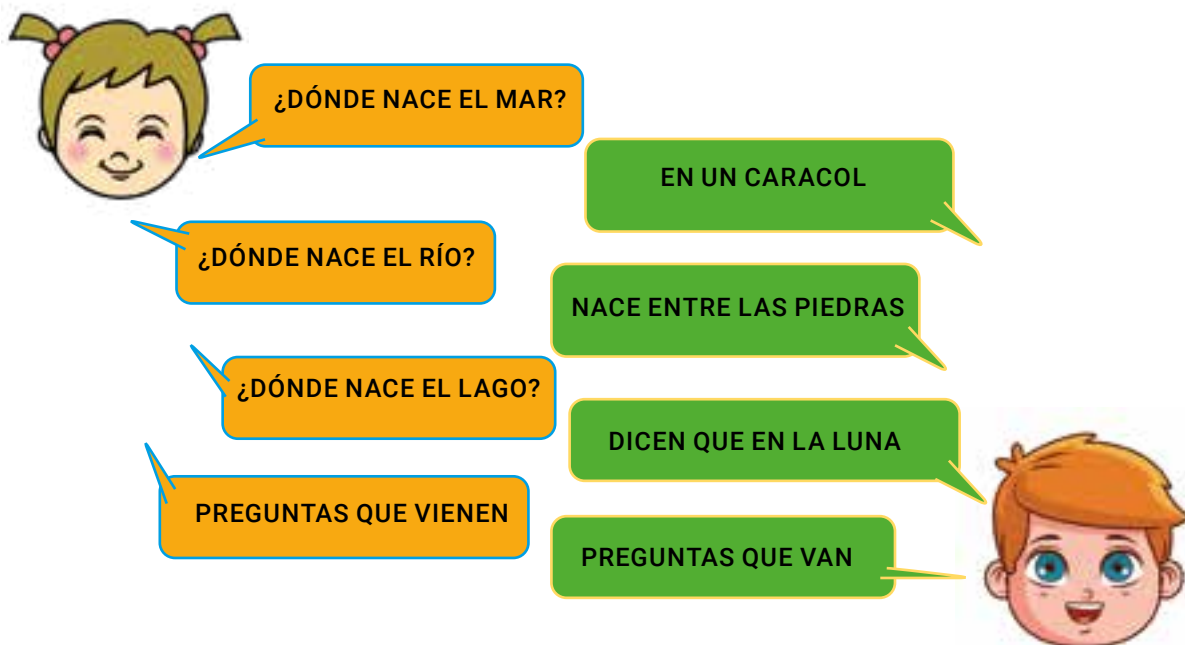 ¿DÓNDE NACE EL MAR?
EN UN CARACOL
¿DÓNDE NACE EL RÍO?
NACE ENTRE LAS PIEDRAS
¿DÓNDE NACE EL LAGO?
DICEN QUE EN LA LUNA
PREGUNTAS QUE VIENEN
PREGUNTAS QUE VAN